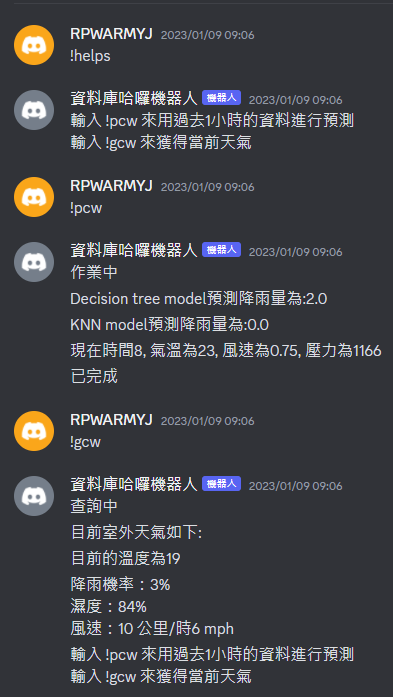 RPWARMYJ 2023/01/09 09:06
!helps
資料庫哈囉機器人 機器人 2023/01/09 09:06
輸入 !pcw 來用過去1小時的資料進行預測
輸入 !gcw 來獲得當前天氣
RPWARMYJ 2023/01/09 09:06
!pcw
資料庫哈囉機器人 機器人 2023/01/09 09:06
作業中
Decision tree model預測降雨量為:2.0
KNN model預測降雨量為:0.0
現在時間8, 氣溫為23, 風速為0.75, 壓力為1166
已完成
RPWARMYJ 2023/01/09 09:06
!gcw
資料庫哈囉機器人 機器人 2023/01/09 09:06
查詢中
目前室外天氣如下:
目前的溫度為19
降雨機率：3%
濕度：84%
風速：10 公里/時6 mph
輸入 !pcw 來用過去1小時的資料進行預測
輸入 !gcw 來獲得當前天氣